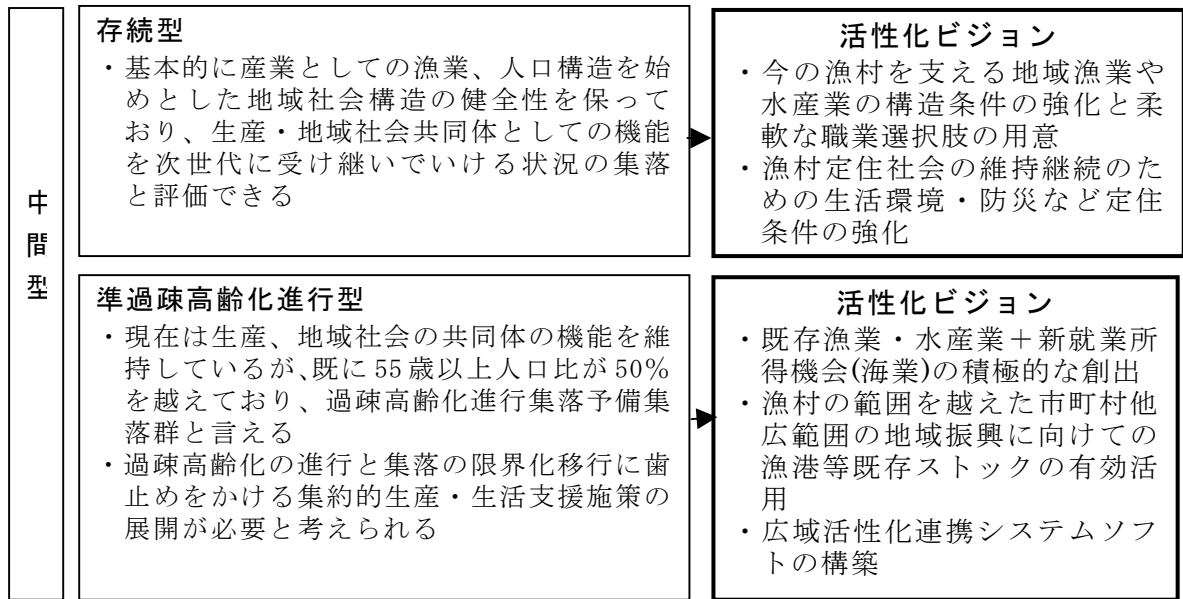 中間型
存続型
・基本的に産業としての漁業、人口構造を始
めとした地域社会構造の健全性を保って
おり、生産・地域社会共同体としての機能
を次世代に受け継いでいける状況の集落
と評価できる
活性化ビジョン
・今の漁村を支える地域漁業や
水産業の構造条件の強化と柔
軟な職業選択肢の用意
・漁村定住社会の維持継続のた
めの生活環境・防災など定住
条件の強化
準過疎高齢化進行型
・現在は生産、地域社会の共同体の機能を維
持しているが、既に55歳以上人口比が50%
を越えており、過疎高齢化進行集落予備集
落群と言える
・過疎高齢化の進行と集落の限界化移行に歯
止めをかける集約的生産・生活支援施策の
展開が必要と考えられる
活性化ビジョン
・既存漁業・水産業＋新就業所
得機会(海業)の積極的な創出
・漁村の範囲を越えた市町村他
広範囲の地域振興に向けての
漁港等既存ストックの有効活
用
・広域活性化連携システムソフ
トの構築